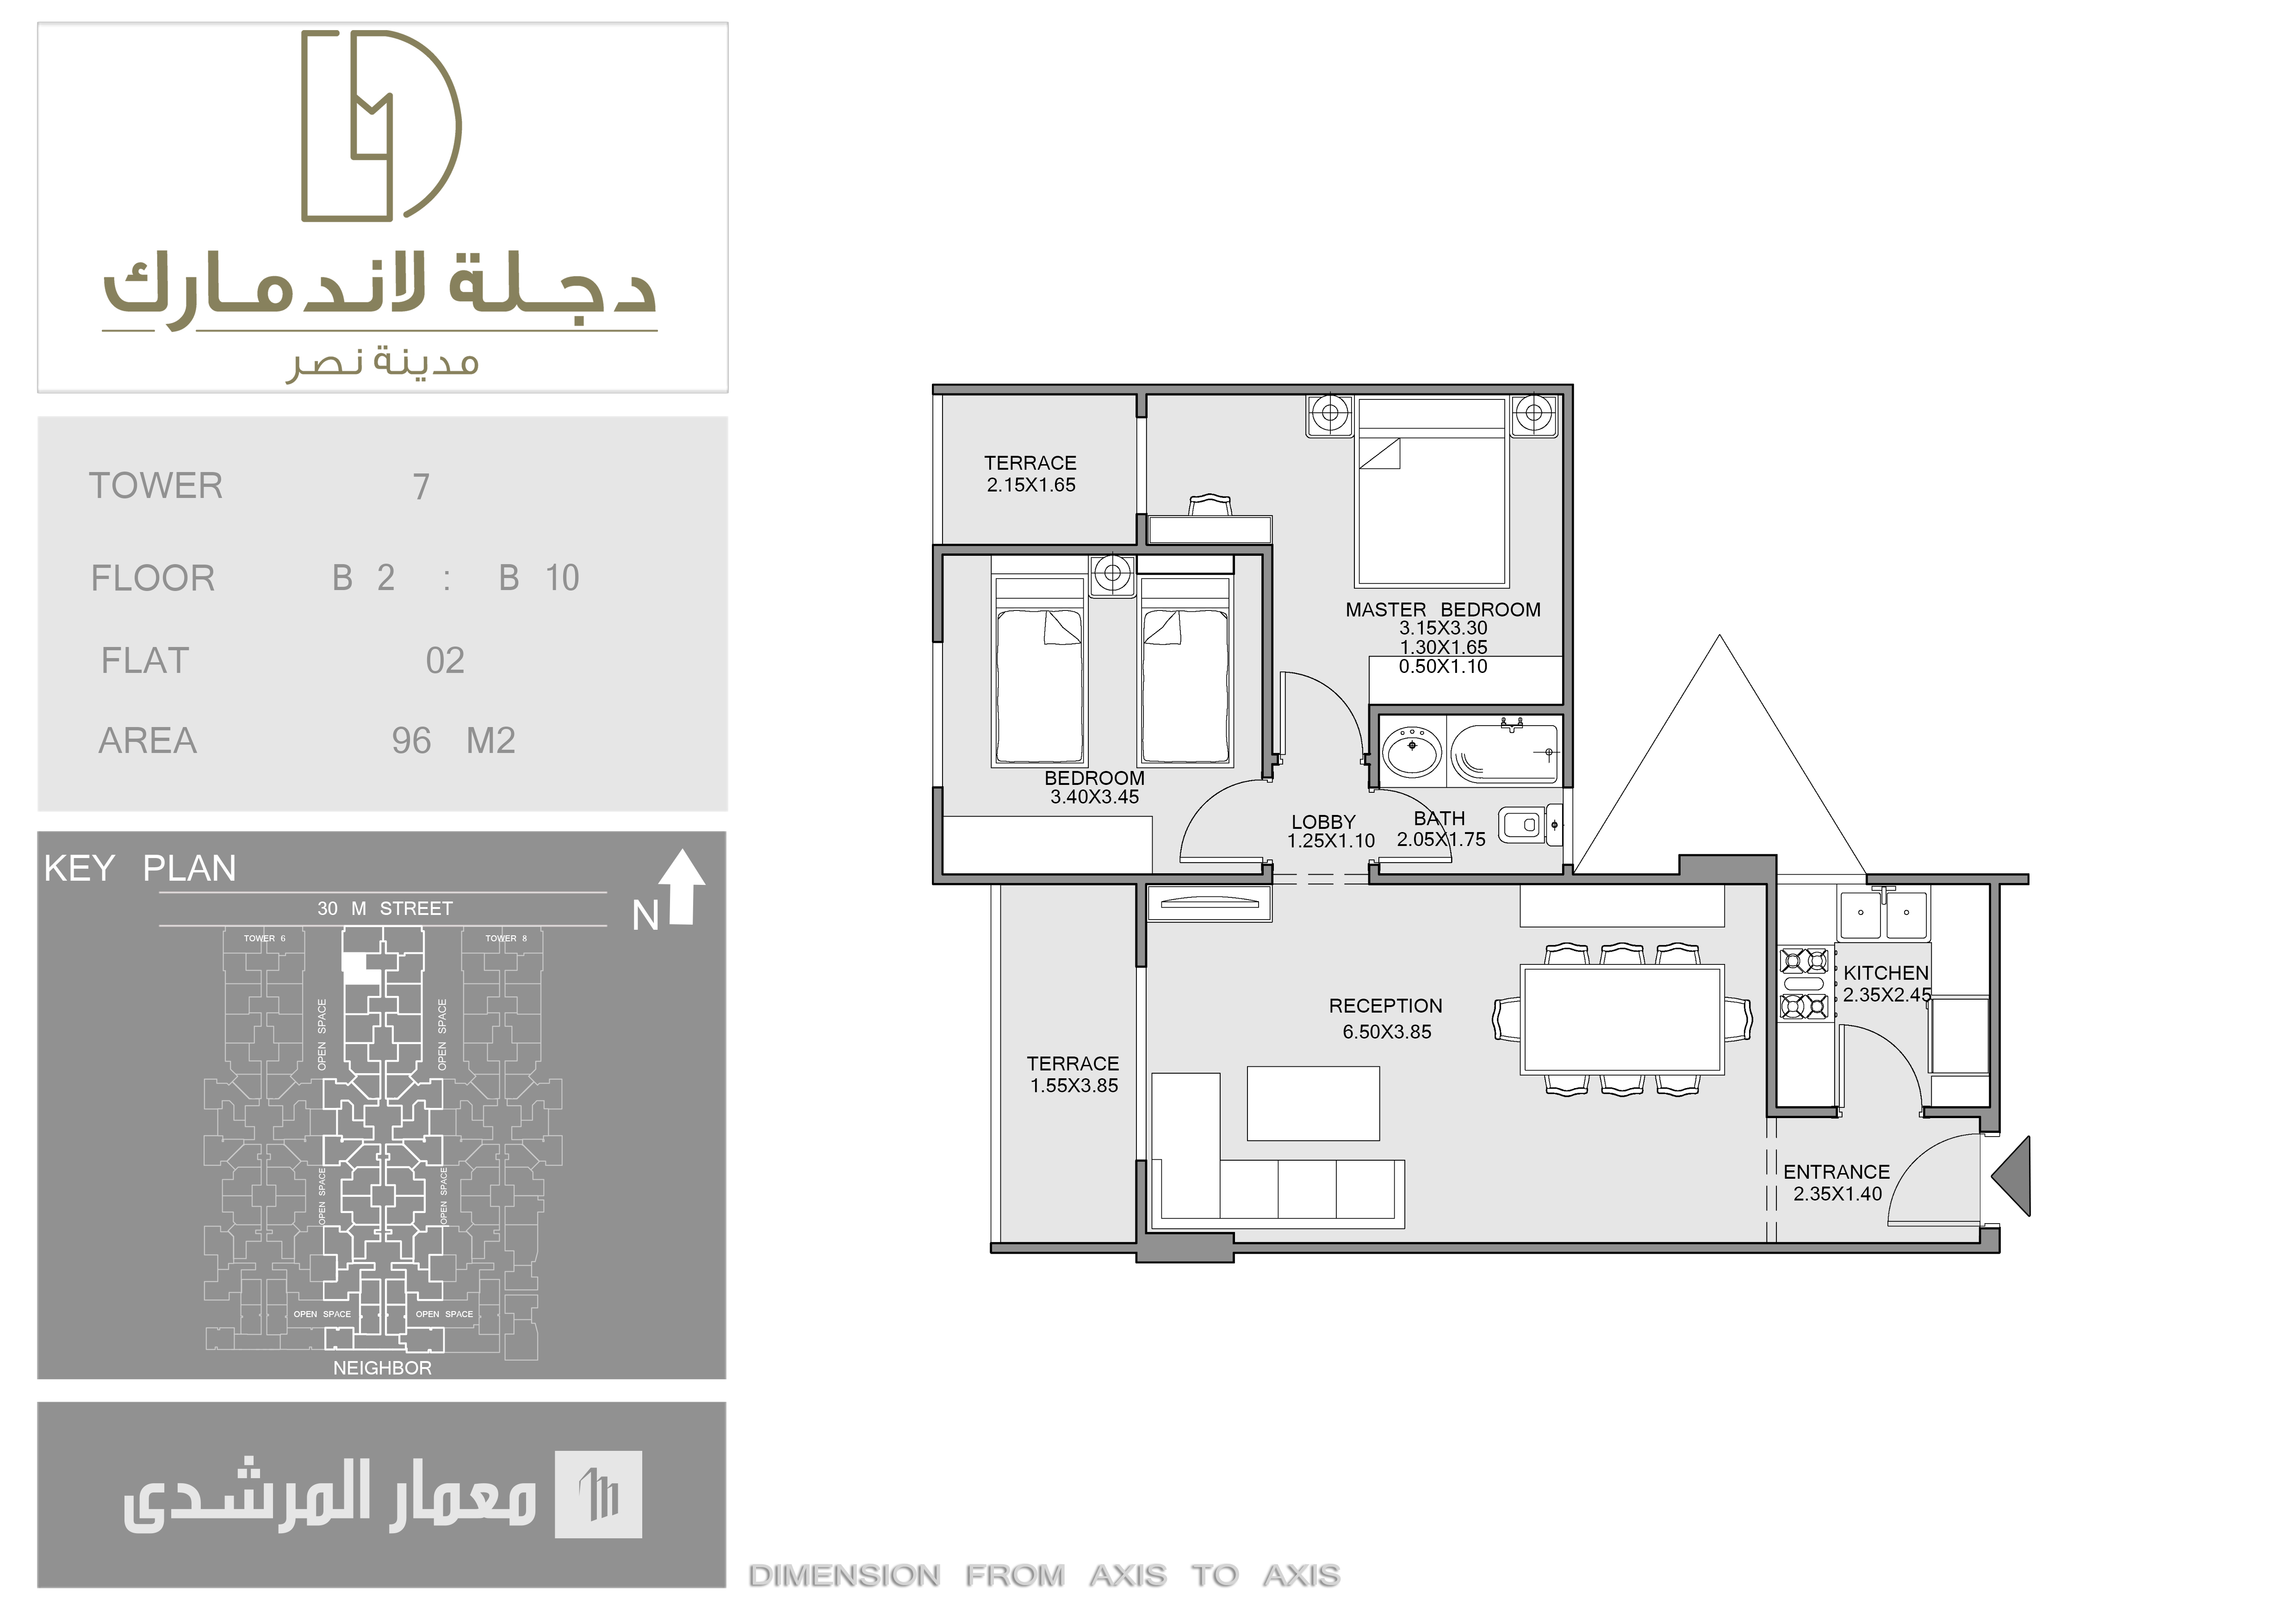 دجلة لاندمارك
مدينة نصر
TOWER 7
FLOOR B 2 : B 10
FLAT 02
AREA 96 M2
KEY PLAN
N
30 M STREET
TOWER 6
TOWER 8
OPEN SPACE
OPEN SPACE
OPEN SPACE
OPEN SPACE
OPEN SPACE
OPEN SPACE
NEIGHBOR
معمار المرشدى
TERRACE
2.15X1.65
MASTER BEDROOM
3.15X3.30
1.30X1.65
0.50X1.10
BEDROOM
3.40X3.45
LOBBY
1.25X1.10
BATH
2.05X1.75
RECEPTION
6.50X3.85
KITCHEN
2.35X2.45
TERRACE
1.55X3.85
ENTRANCE
2.35X1.40
DIMENSION FROM AXIS TO AXIS